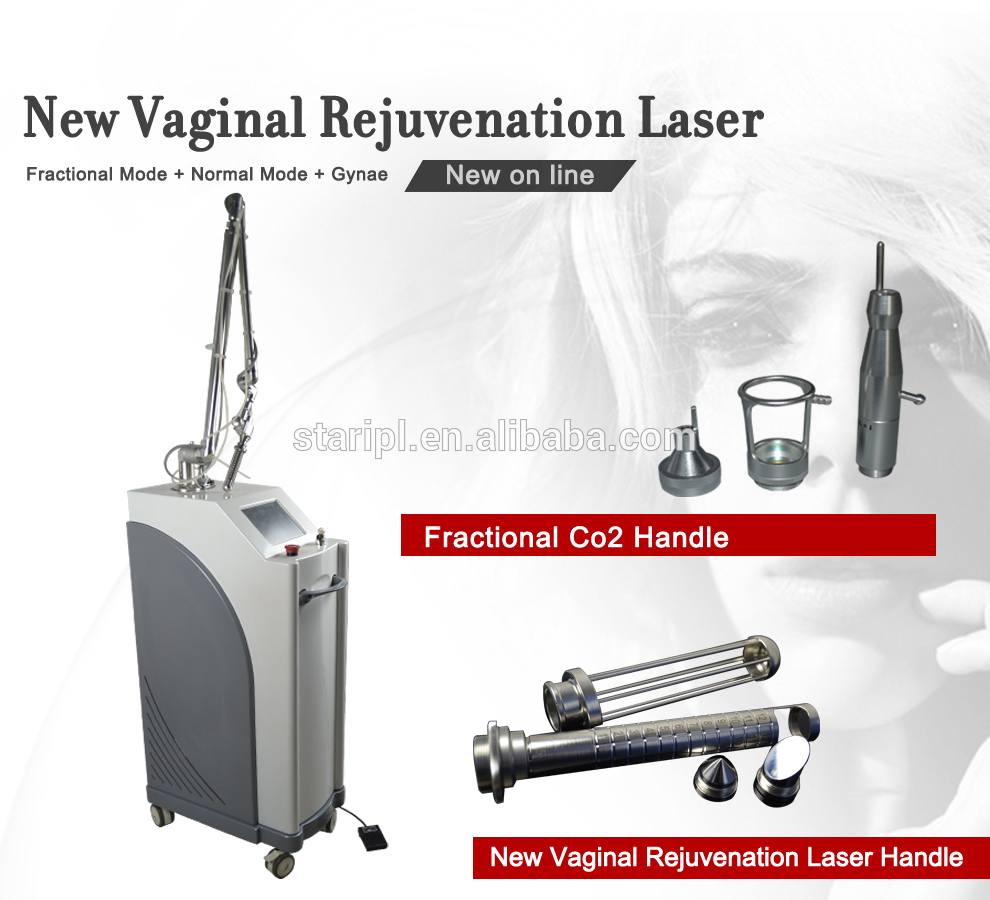 New Vaginal Rejuvenation Laser
Fractional Mode + Normal Mode + Gynae
New on line
staripl.en.alibaba.com
Fractional Co2 Handle
New Vaginal Rejuvenation Laser Handle